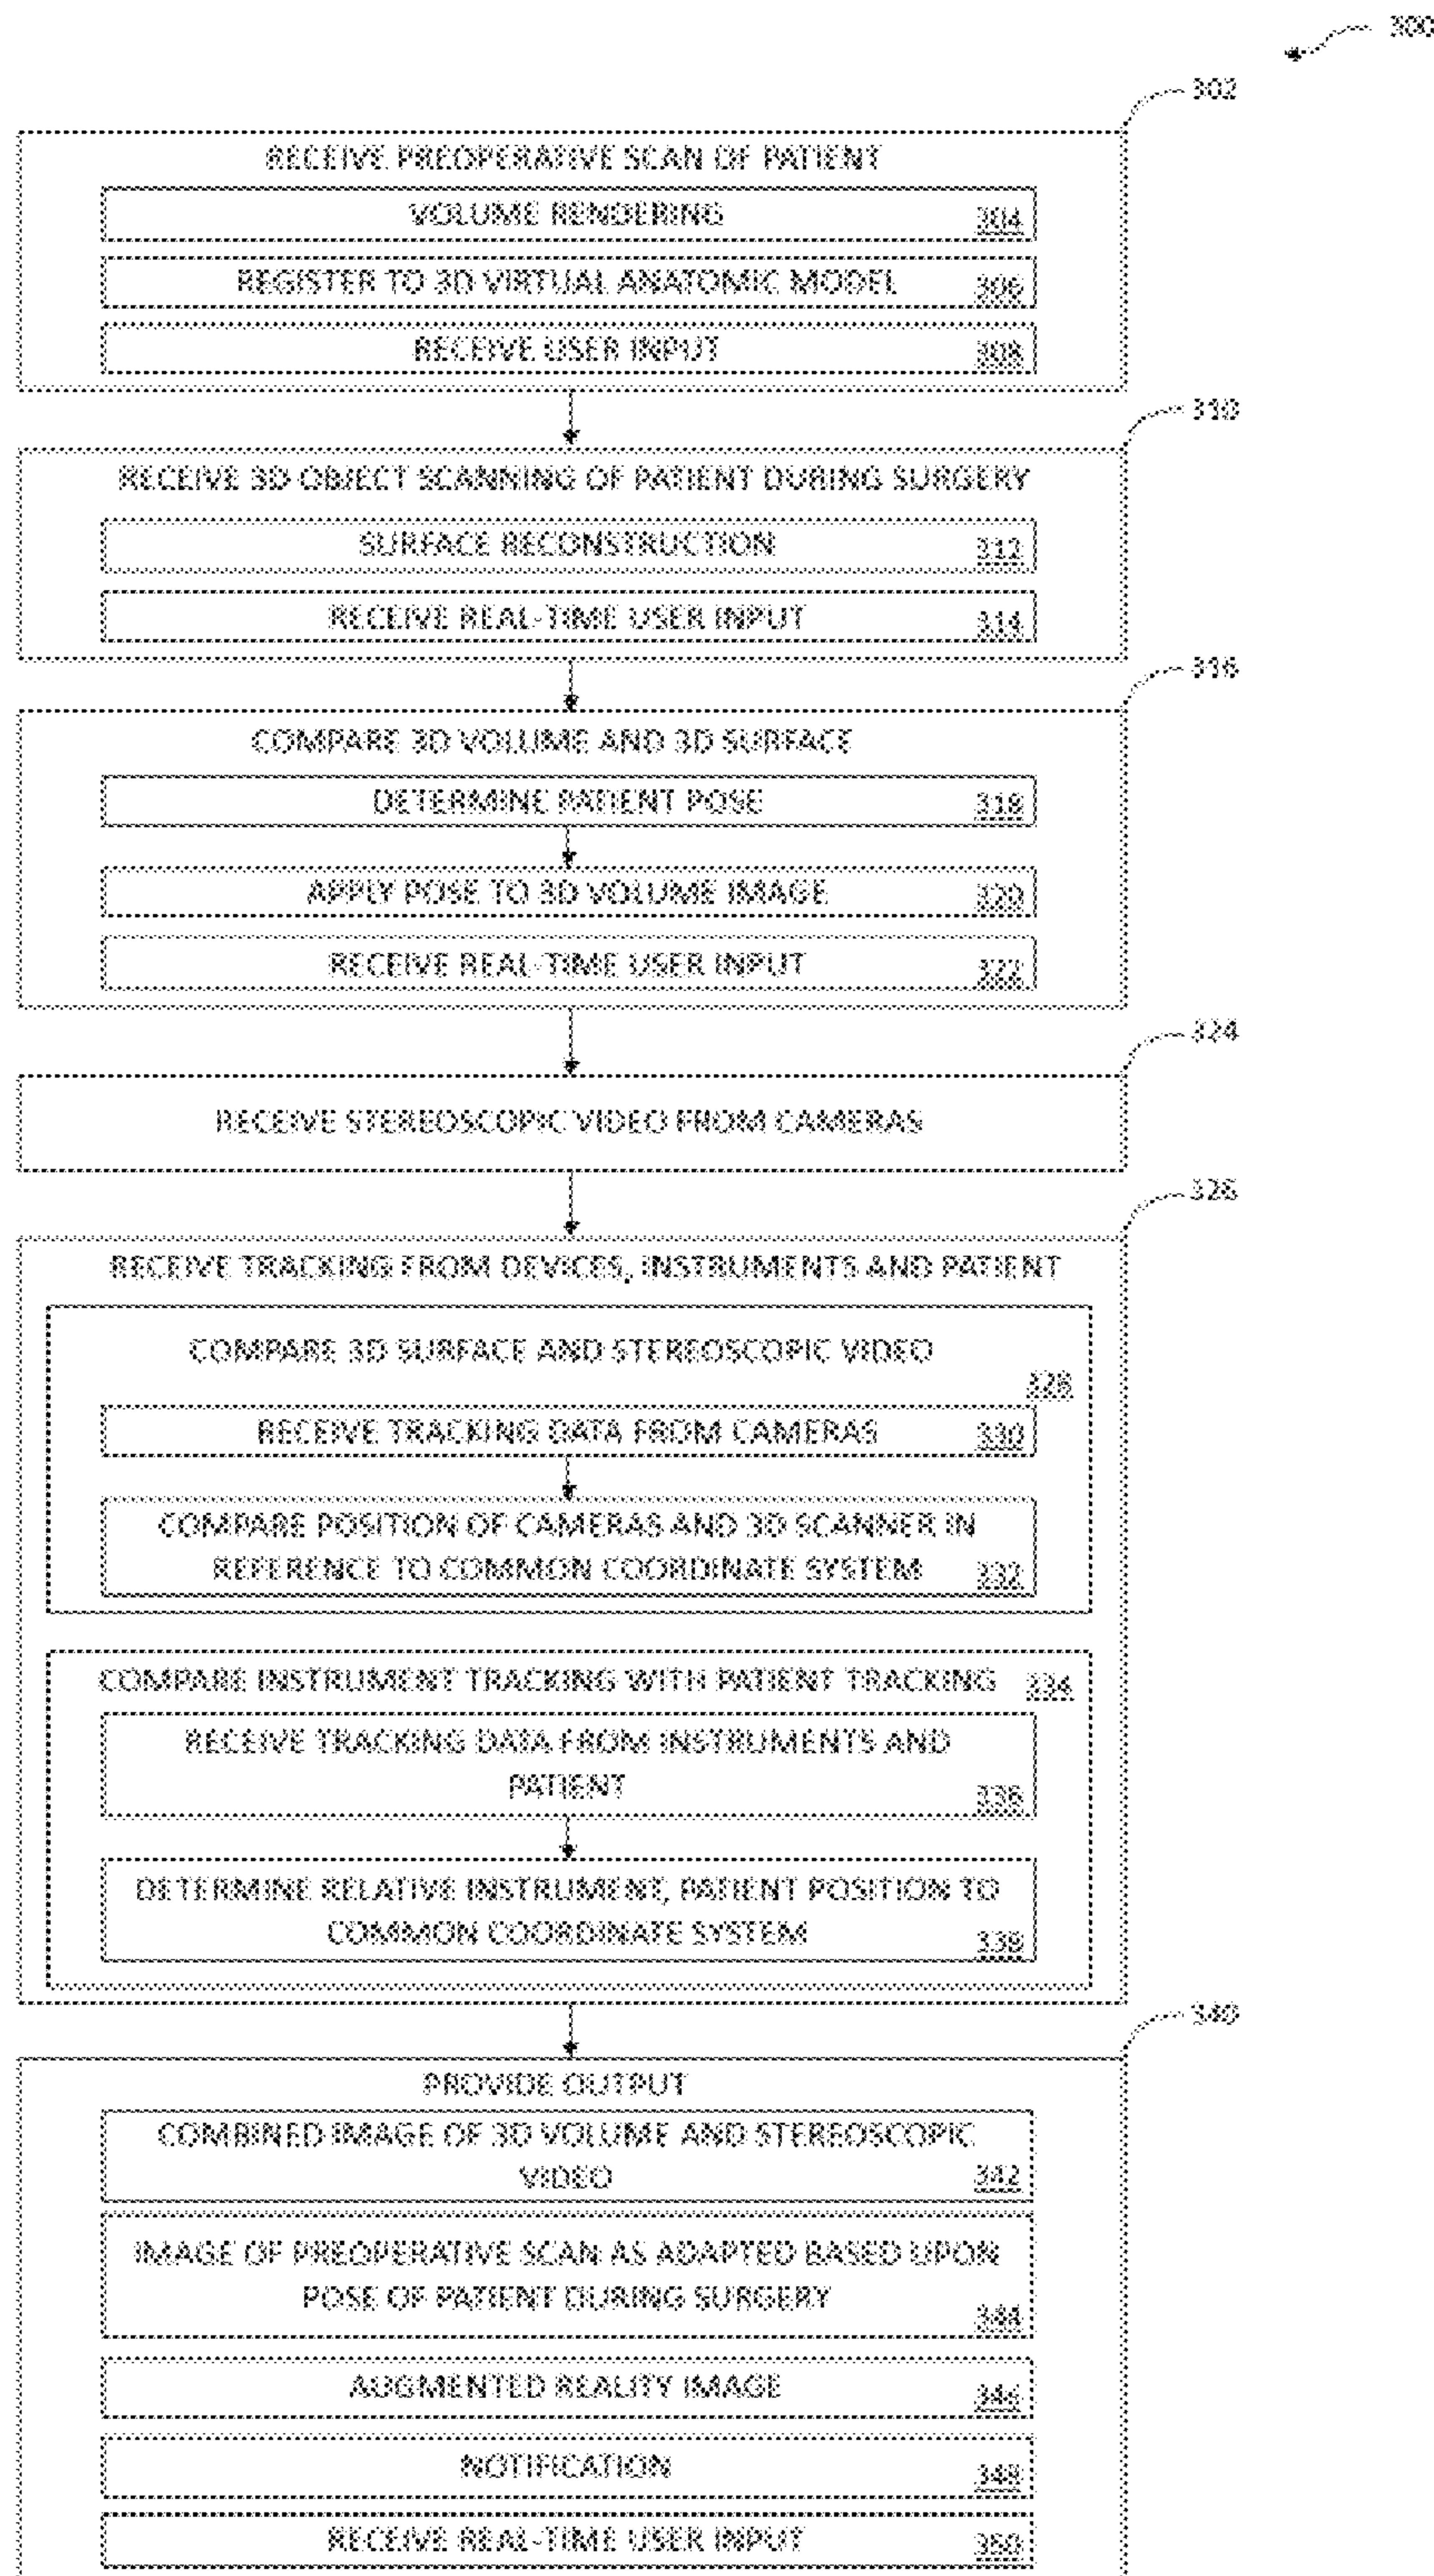 300
302
RECEIVE PREOPERATIVE SCAN OF PATIENT
VOLUME RENDERING 304
REGISTER TO 3D VIRTUAL ANATOMIC MODEL 306
RECEIVE USER INPUT 308
310
RECEIVE 3D OBJECT SCANNING OF PATIENT DURING SURGERY
SURFACE RECONSTRUCTION 312
RECEIVE REAL-TIME USER INPUT 314
316
COMPARE 3D VOLUME AND 3D SURFACE
DETERMINE PATIENT POSE 318
APPLY POSE TO 3D VOLUME IMAGE 320
RECEIVE REAL-TIME USER INPUT 322
324
RECEIVE STEREOSCOPIC VIDEO FROM CAMERAS
326
RECEIVE TRACKING FROM DEVICES, INSTRUMENTS AND PATIENT
COMPARE 3D SURFACE AND STEREOSCOPIC VIDEO
328
RECEIVE TRACKING DATA FROM CAMERAS 330
COMPARE POSITION OF CAMERAS AND 3D SCANNER IN
REFERENCE TO COMMON COORDINATE SYSTEM 332
COMPARE INSTRUMENT TRACKING WITH PATIENT TRACKING 334
RECEIVE TRACKING DATA FROM INSTRUMENTS AND
PATIENT 336
DETERMINE RELATIVE INSTRUMENT, PATIENT POSITION TO
COMMON COORDINATE SYSTEM 338
340
PROVIDE OUTPUT
COMBINED IMAGE OF 3D VOLUME AND STEREOSCOPIC
VIDEO 342
IMAGE OF PREOPERATIVE SCAN AS ADAPTED BASED UPON
POSE OF PATIENT DURING SURGERY 344
AUGMENTED REALITY IMAGE 346
NOTIFICATION 348
RECEIVE REAL-TIME USER INPUT 350